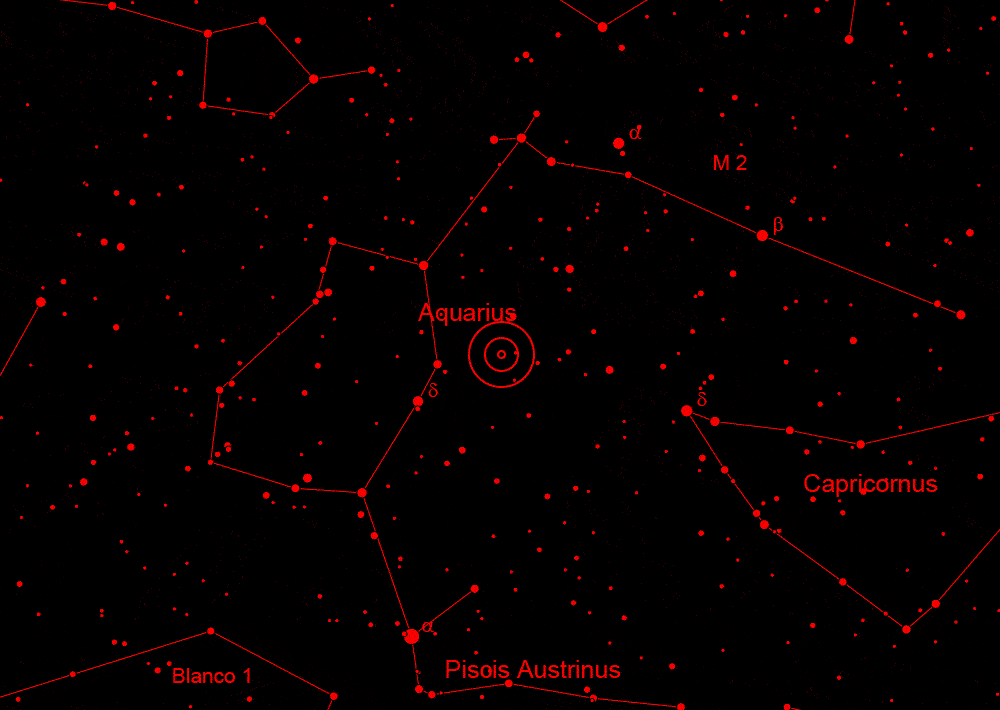 α
M 2
β
Aquarius
δ
δ
Capricornus
α
Pisois Austrinus
Blanco 1